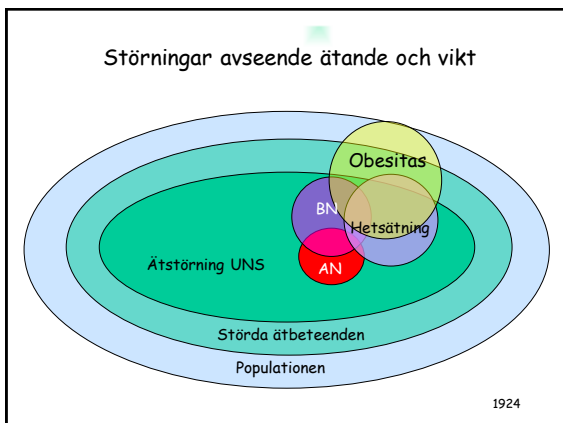 Störningar avseende ätande och vikt
Obesitas
BN
Hetsätning
Ätstörning UNS
AN
Störda ätbeteenden
Populationen
1924